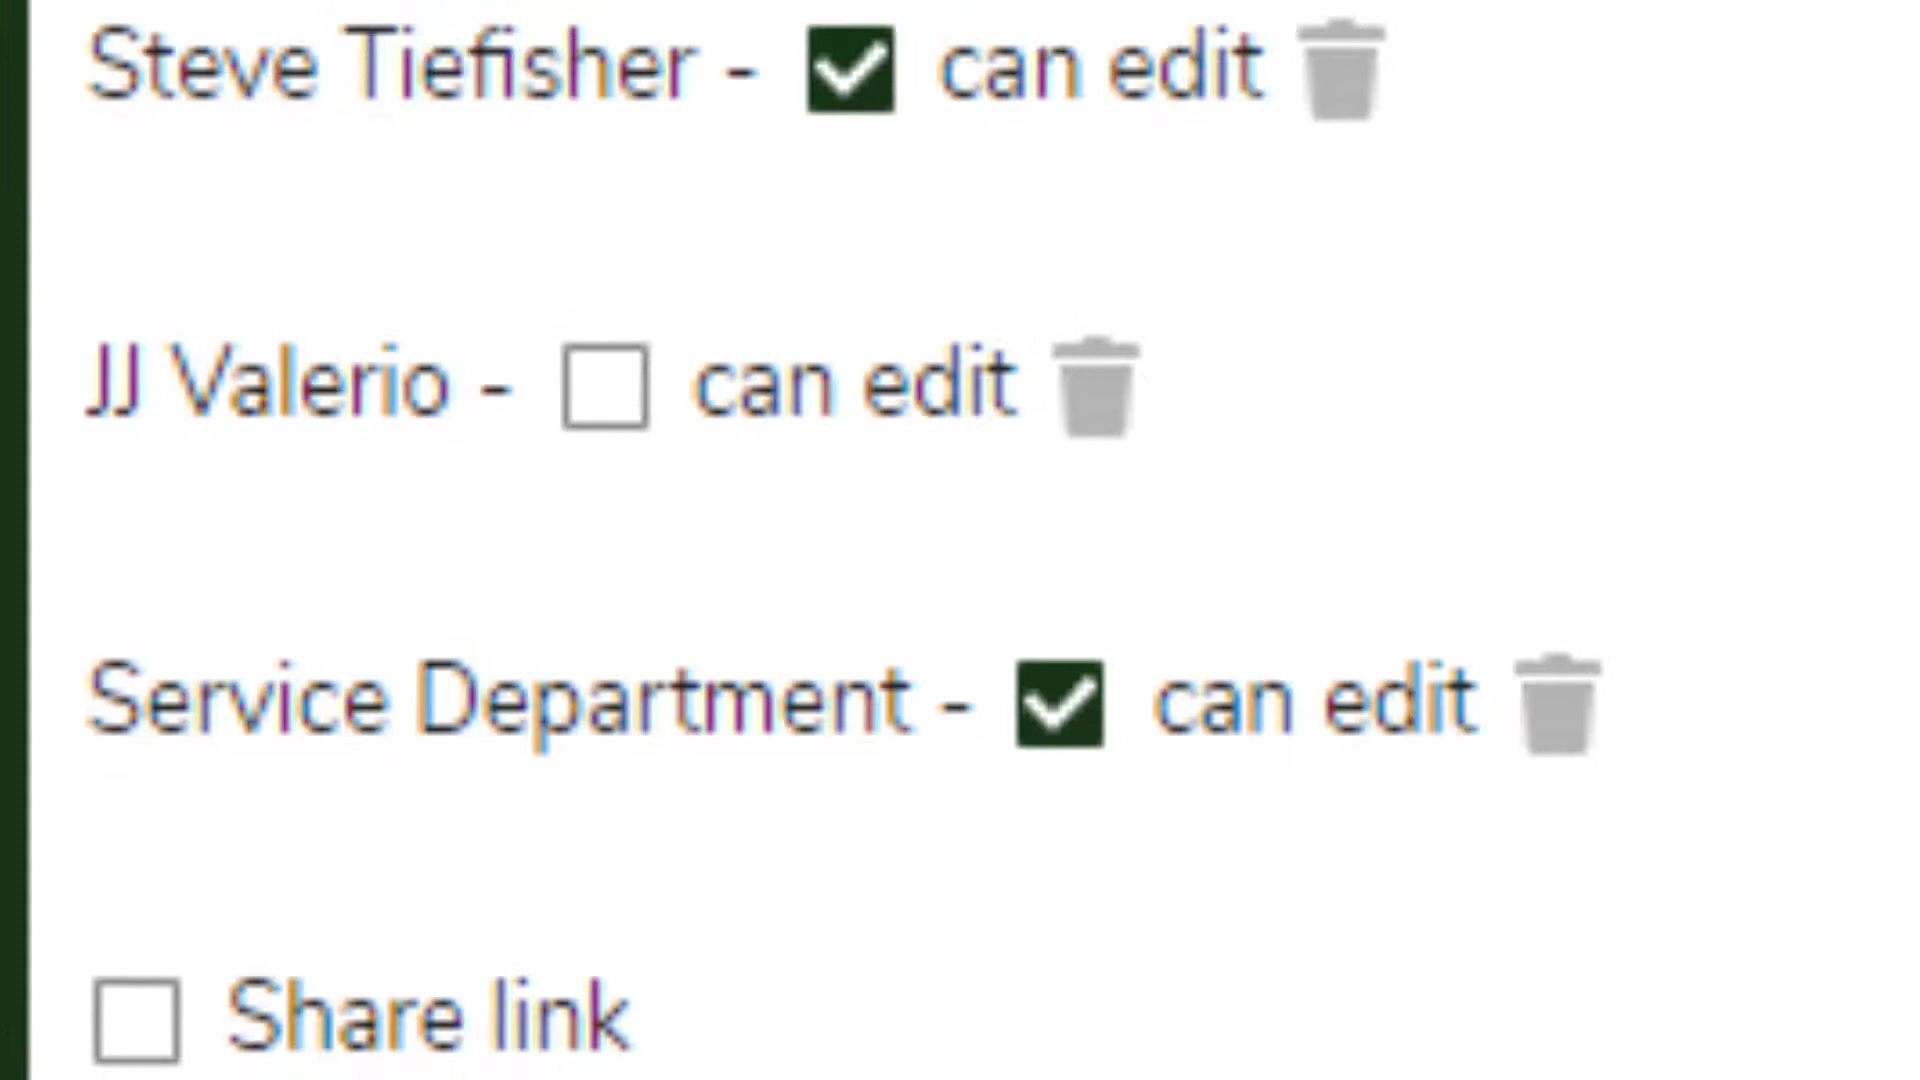 Steve Tiefisher - can edit
JJ Valerio - can edit
Service Department - can edit
Share link